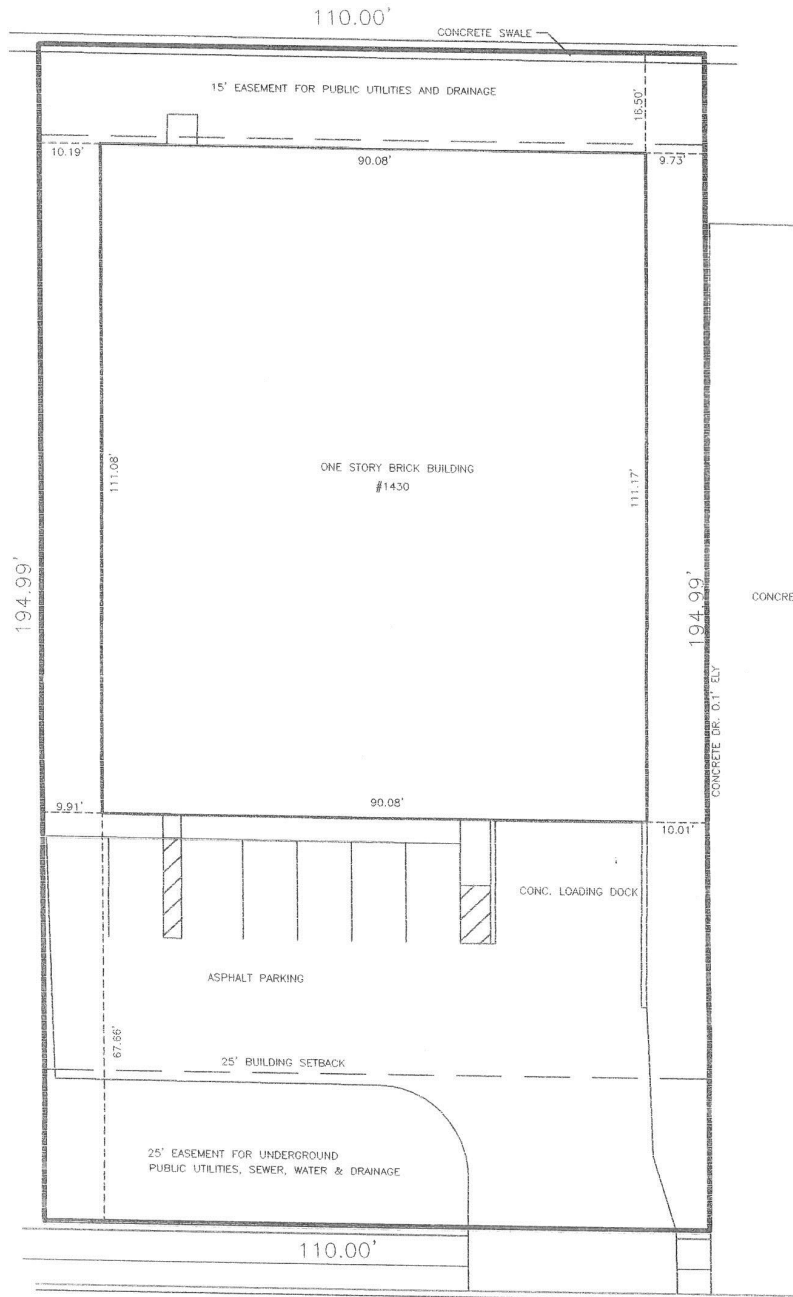 110.00'
CONCRETE SWALE
15' EASEMENT FOR PUBLIC UTILITIES AND DRAINAGE
16.50'
10.19'
90.08'
9.73'
111.08'
ONE STORY BRICK BUILDING
#1430
111.17'
194.99'
194.99'
CONCRE
CONCRETE DR. 0.1' ELY
9.91'
90.08'
10.01'
CONC. LOADING DOCK
ASPHALT PARKING
67.66'
25' BUILDING SETBACK
25' EASEMENT FOR UNDERGROUND
PUBLIC UTILITIES, SEWER, WATER & DRAINAGE
110.00'